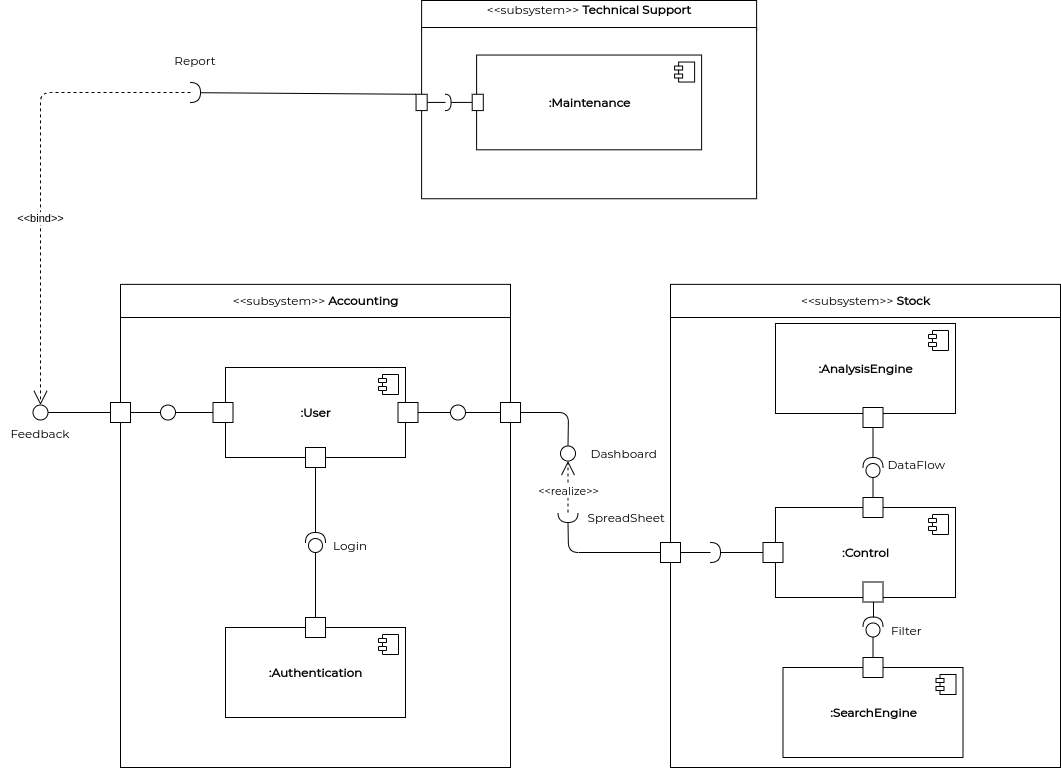 <<subsystem>> Technical Support
Report
:Maintenance
<<bind>>
<<subsystem>> Accounting
<<subsystem>> Stock
:AnalysisEngine
:User
Feedback
Dashboard
DataFlow
<<realize>>
SpreadSheet
Login
:Control
Filter
:Authentication
:SearchEngine